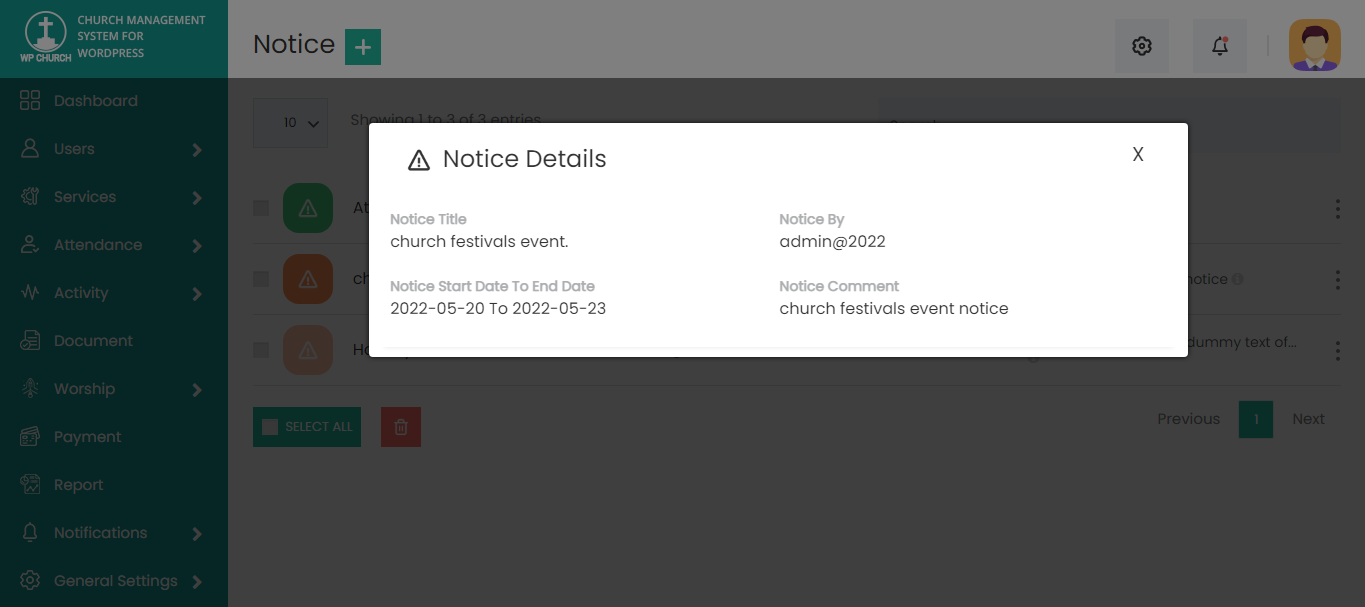 CHURCH MANAGEMENT
SYSTEM FOR
WORDPRESS
WP CHURCH
Notice +
Dashboard
Users
Services
Attendance
Activity
Document
Worship
Payment
Report
Notifications
General Settings
10
Showing 1 to 3 of 3 entries
Notice Details
X
Notice Title
church festivals event.
Notice By
admin@2022
Notice Start Date To End Date
2022-05-20 To 2022-05-23
Notice Comment
church festivals event notice
notice
dummy text of...
SELECT ALL
Previous
1
Next